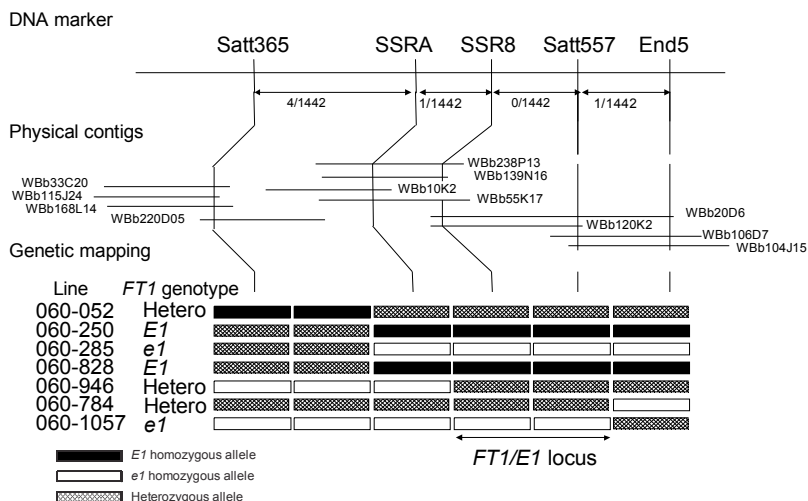 DNA marker
Satt365 SSRA SSR8 Satt557 End5
4/1442 1/1442 0/1442 1/1442
Physical contigs
WBb238P13
WBb139N16
WBb33C20
WBb10K2
WBb115J24
WBb55K17
WBb168L14
WBb220D05
WBb20D6
WBb120K2
WBb106D7
WBb104J15
Genetic mapping
Line FT1 genotype
060-052 Hetero
060-250 E1
060-285 e1
060-828 E1
060-946 Hetero
060-784 Hetero
060-1057 e1
E1 homozygous allele
FT1/E1 locus
e1 homozygous allele
Heterozygous allele